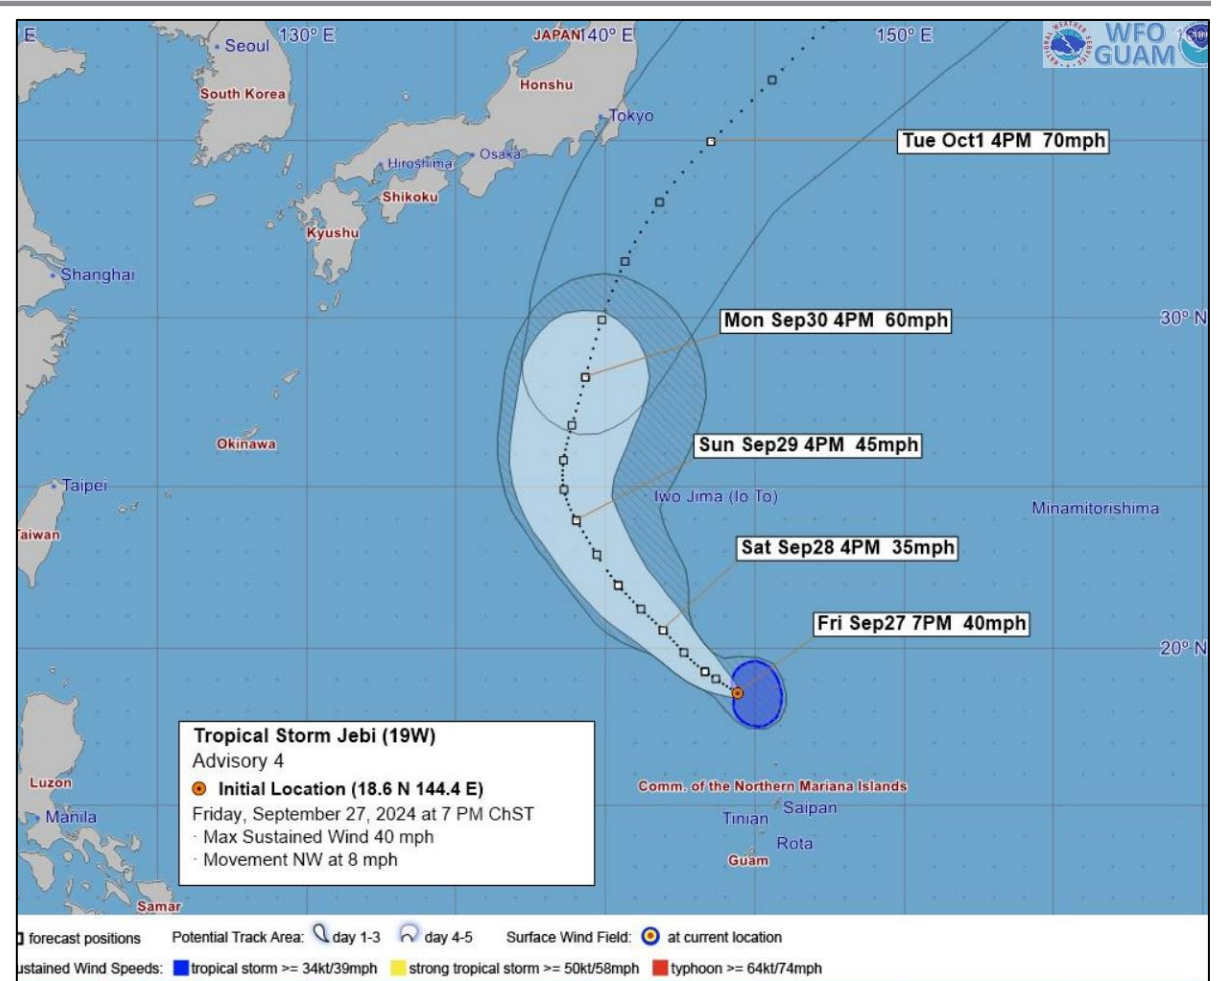 E
130° E
JAPAN
140° E
150° E
WFO
GUAM
NATIONAL WEATHER SERVICE
Seoul
South Korea
Honshu
Tokyo
Tue Oct1 4PM 70mph
Hiroshima
Osaka
Shikoku
Kyushu
Shanghai
Mon Sep30 4PM 60mph
30° N
Okinawa
Sun Sep29 4PM 45mph
Taipei
Iwo Jima (Io To)
Minamitorishima
aiwan
Sat Sep28 4PM 35mph
Fri Sep27 7PM 40mph
20° N
Tropical Storm Jebi (19W)
Advisory 4
Initial Location (18.6 N 144.4 E)
Friday, September 27, 2024 at 7 PM ChST
· Max Sustained Wind 40 mph
· Movement NW at 8 mph
Luzon
Manila
Samar
Comm. of the Northern Mariana Islands
Saipan
Tinian
Rota
Guam
forecast positions Potential Track Area: day 1-3 day 4-5 Surface Wind Field: at current location
ustained Wind Speeds: tropical storm >= 34kt/39mph strong tropical storm >= 50kt/58mph typhoon >= 64kt/74mph